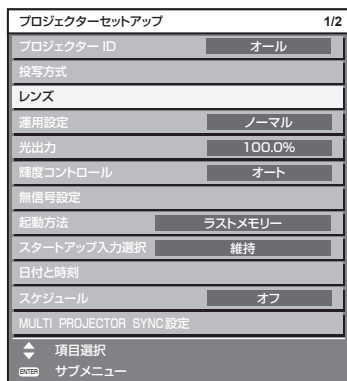 プロジェクターセットアップ 1/2
プロジェクター ID オール
投写方式
レンズ
運用設定 ノーマル
光出力 100.0%
輝度コントロール オート
無信号設定
起動方法 ラストメモリー
スタートアップ入力選択 維持
日付と時刻
スケジュール オフ
MULTI PROJECTOR SYNC設定
項目選択
ENTER サブメニュー